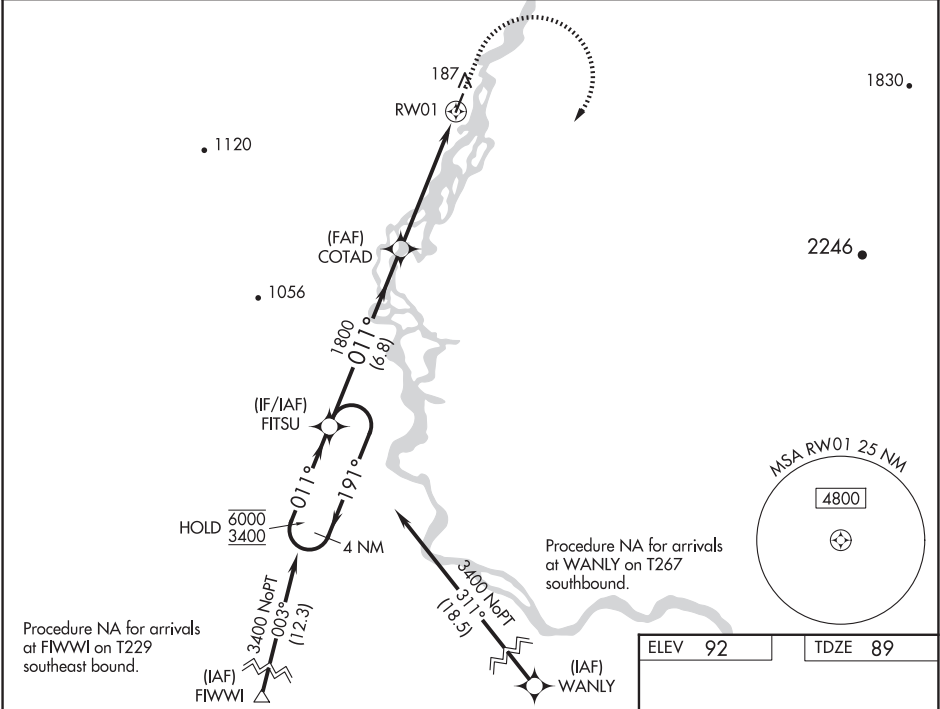 187
RW01
1830
1120
(FAF)
COTAD
2246
1056
1800
011°
(6.8)
(IF/IAF)
FITSU
011°
191°
HOLD 6000
3400
4 NM
MSA RW01 25 NM
4800
Procedure NA for arrivals
at WANLY on T267
southbound.
3400 NoPT
311°
(18.5)
3400 NoPT
003°
(12.3)
Procedure NA for arrivals
at FIWWI on T229
southeast bound.
(IAF)
FIWWI
(IAF)
WANLY
ELEV 92
TDZE 89